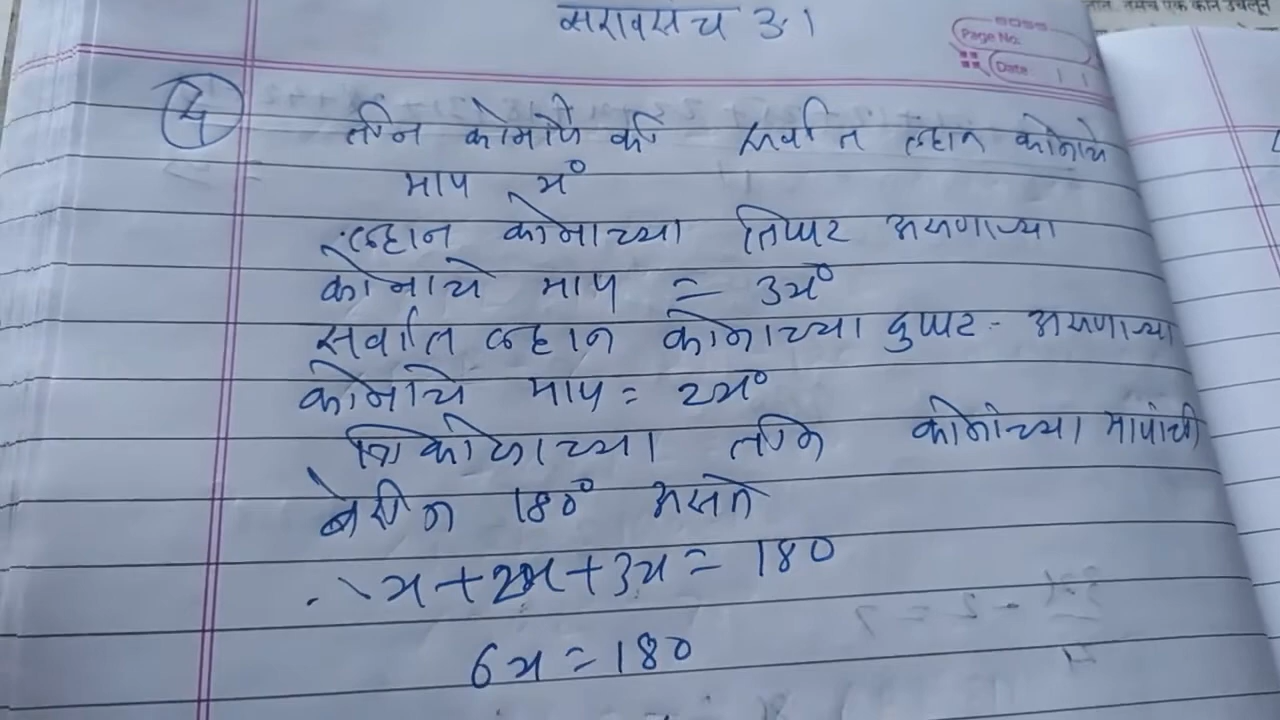 सरावसंच 3.1
Page No.
Date
④
तीन कोनांपैकी सर्वात लहान कोनाचे
माप x°
लहान कोनाच्या तिप्पट असणाऱ्या
कोनाचे माप = 3x°
सर्वात लहान कोनाच्या दुप्पट - असणाऱ्या
कोनाचे माप = 2x°
त्रिकोणाच्या तीन कोनांच्या मापांची
बेरीज 180° असते
∴ x+2x+3x = 180
6x = 180